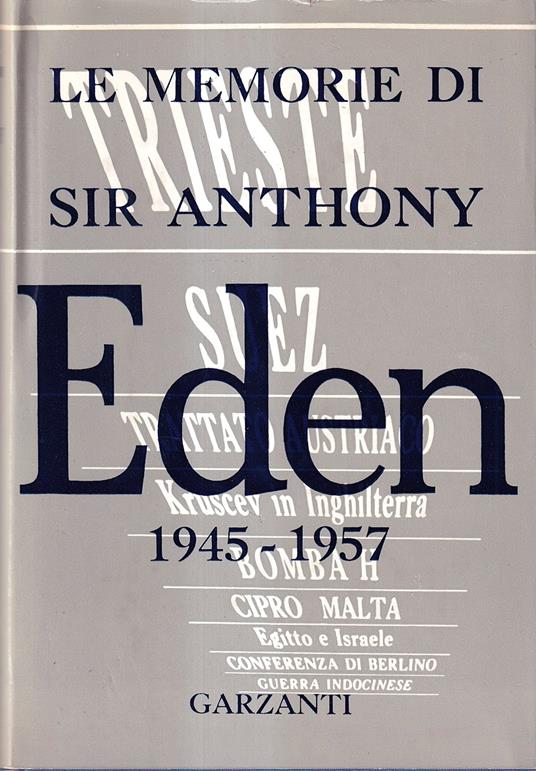 LE MEMORIE DI
TRIESTE
SIR ANTHONY
SUEZ
Eden
TRATTATO AUSTRIACO
Kruscev in Inghilterra
1945-1957
BOMBA H
CIPRO MALTA
Egitto e Israele
CONFERENZA DI BERLINO
GUERRA INDOCINESE
GARZANTI